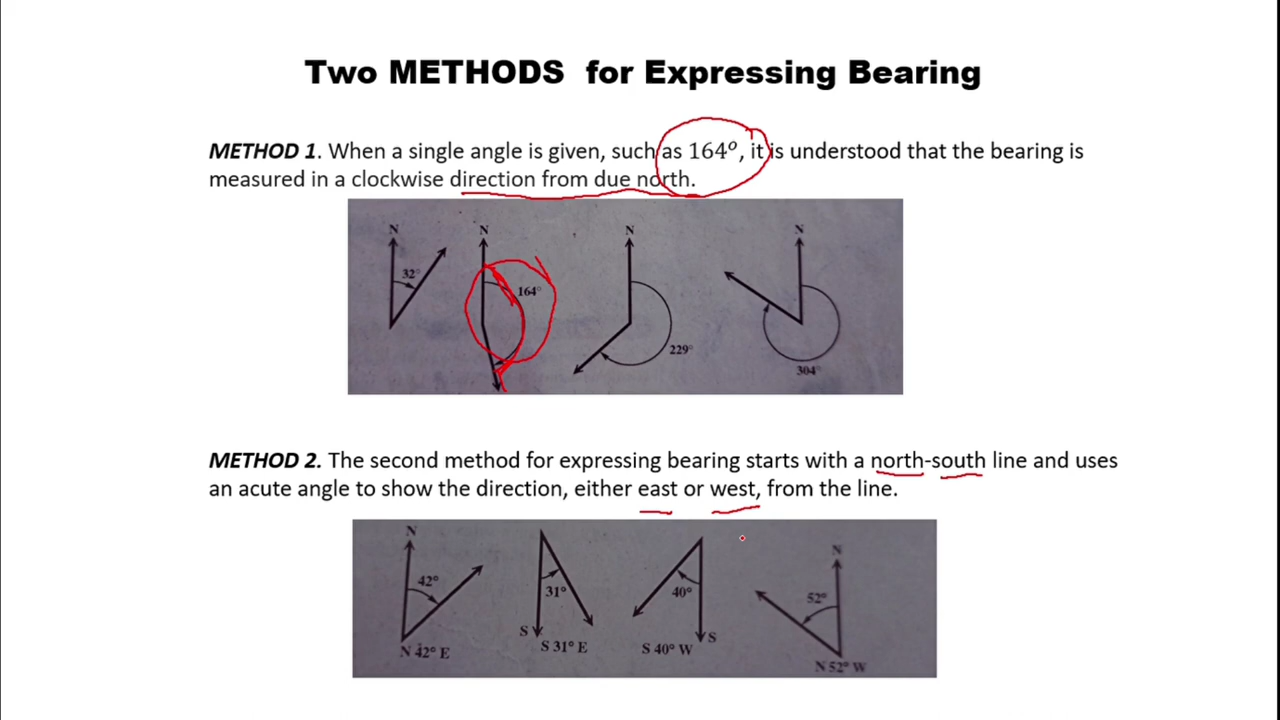 Two METHODS for Expressing Bearing
METHOD 1. When a single angle is given, such as 164º, it is understood that the bearing is
measured in a clockwise direction from due north.
N N N N
32°
164°
229°
304°
METHOD 2. The second method for expressing bearing starts with a north-south line and uses
an acute angle to show the direction, either east or west, from the line.
N
N
42°
31°
40°
52°
S
S
N 42° E
S 31° E
S 40° W
N 52° W